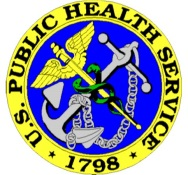 U.S. PUBLIC HEALTH SERVICE
1798